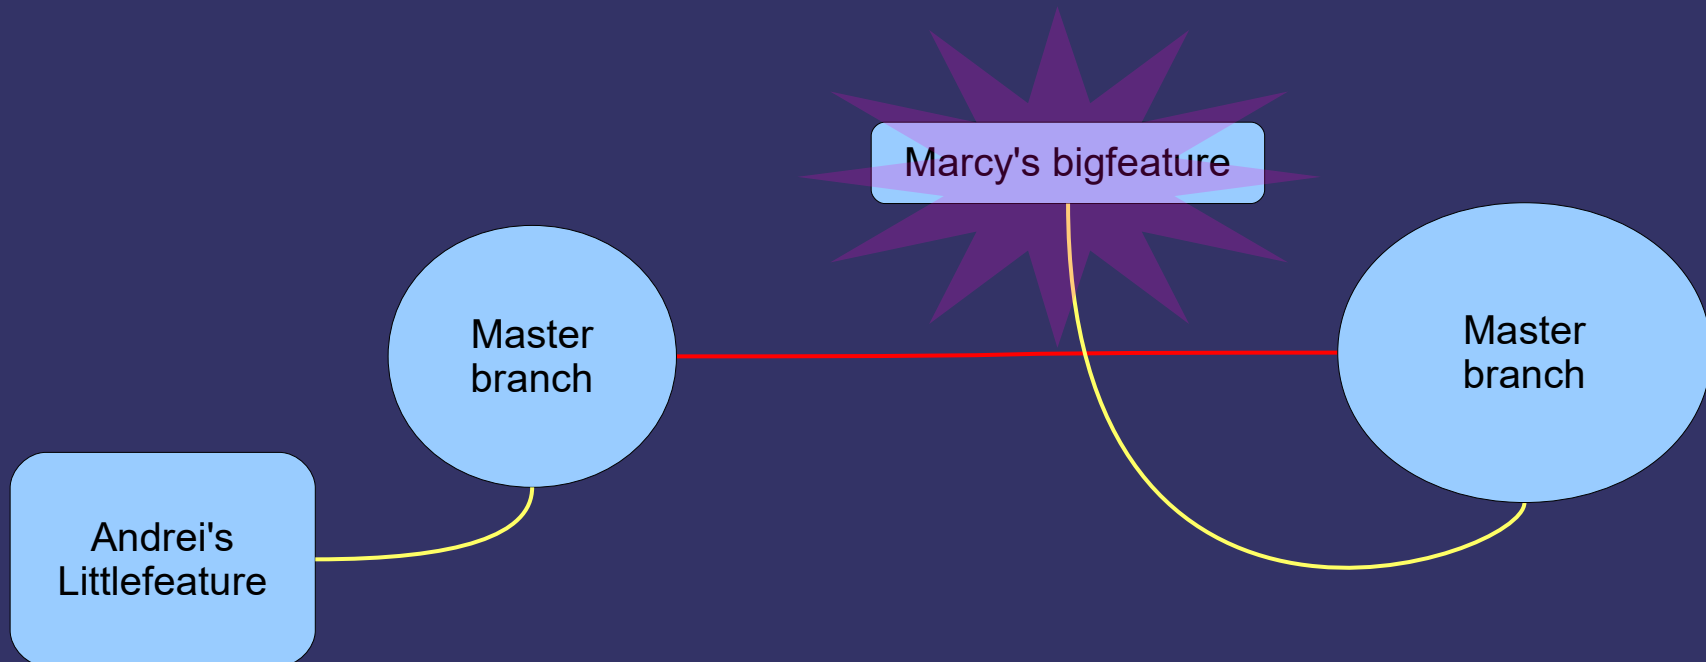 Marcy's bigfeature
Master
branch
Master
branch
Andrei's
Littlefeature